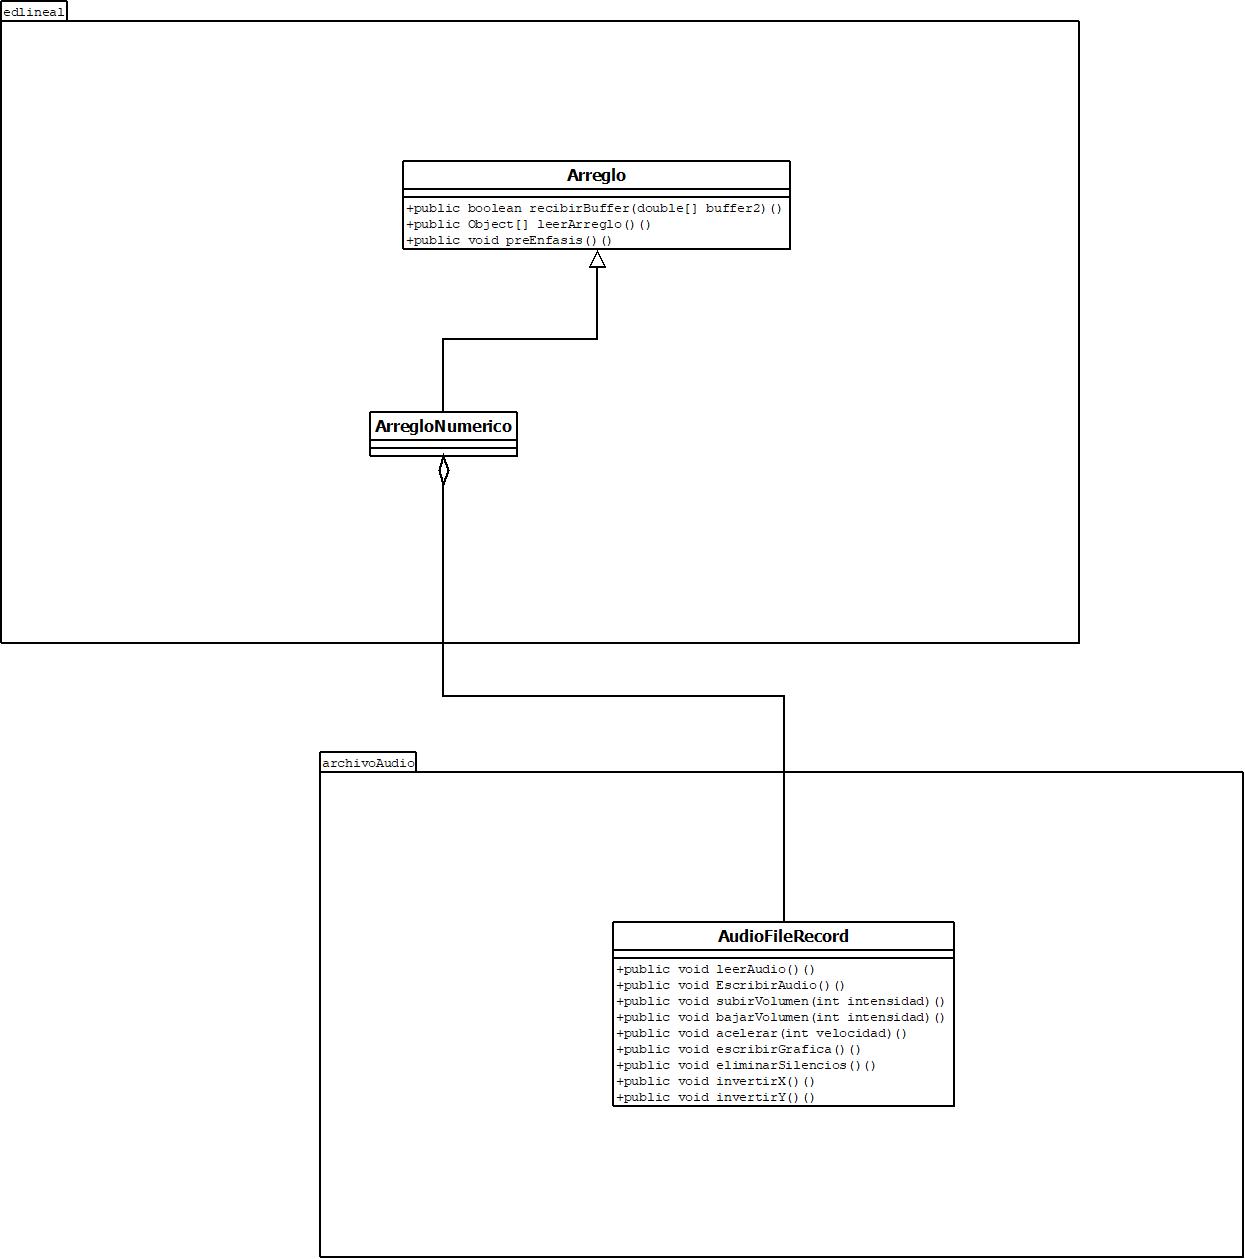 edlineal
Arreglo
+public boolean recibirBuffer(double[] buffer2)()
+public Object[] leerArreglo()()
+public void preEnfasis()()
ArregloNumerico
archivoAudio
AudioFileRecord
+public void leerAudio()()
+public void EscribirAudio()()
+public void subirVolumen(int intensidad)()
+public void bajarVolumen(int intensidad)()
+public void acelerar(int velocidad)()
+public void escribirGrafica()()
+public void eliminarSilencios()()
+public void invertirX()()
+public void invertirY()()